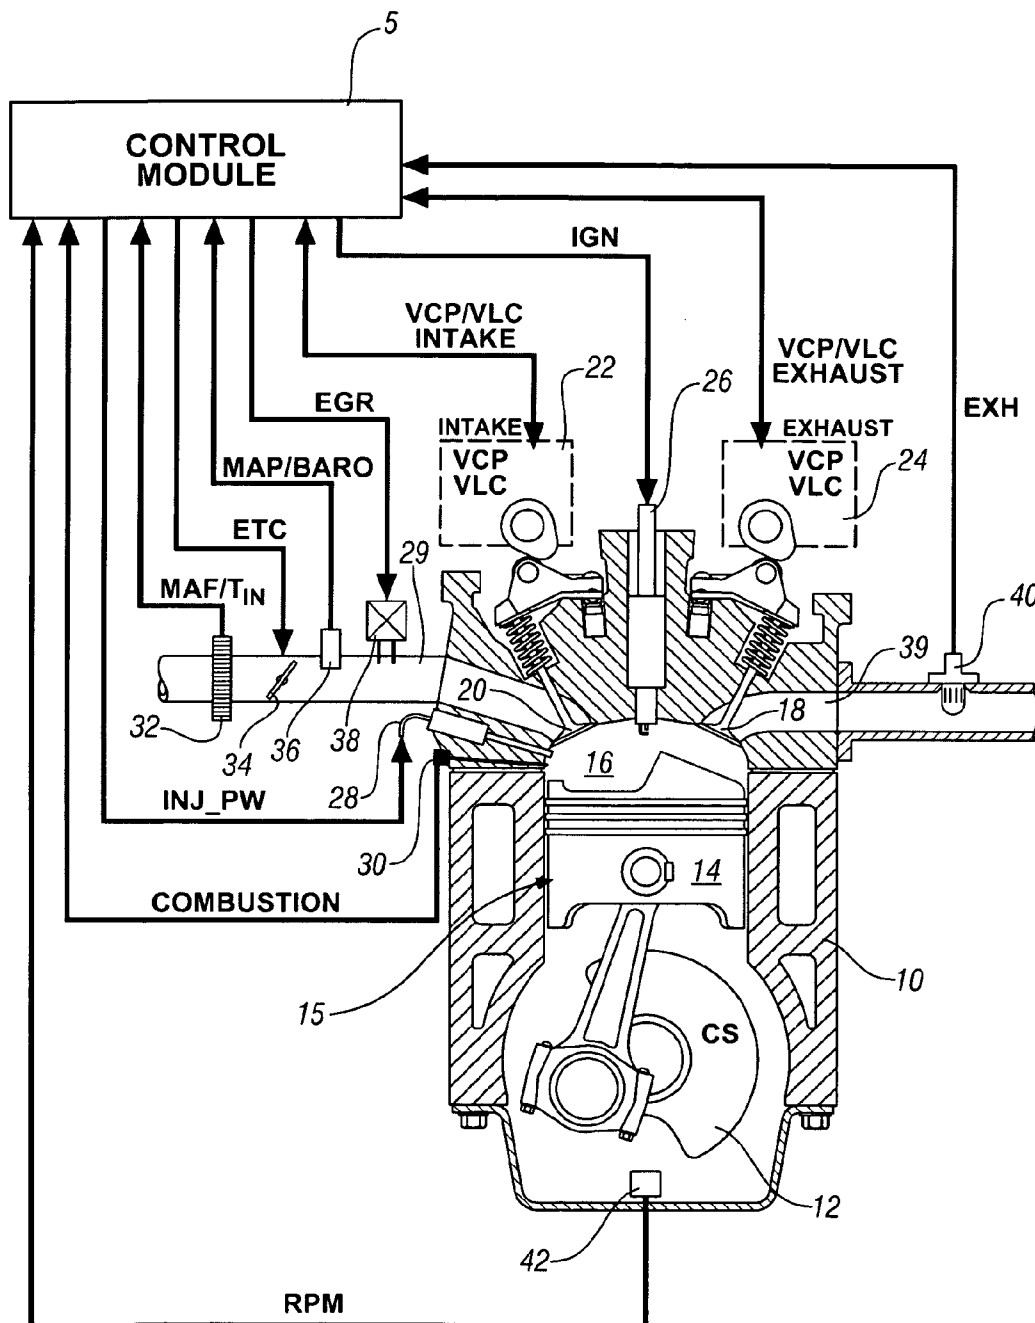 5
CONTROL
MODULE
IGN
VCP/VLC
INTAKE
VCP/VLC
EXHAUST
EXH
EGR
22
26
INTAKE
VCP
VLC
EXHAUST
VCP
VLC
24
MAP/BARO
ETC
MAF/TIN
29
40
39
20
18
32
34
36
38
28
16
INJ_PW
30
14
COMBUSTION
15
10
CS
12
42
RPM